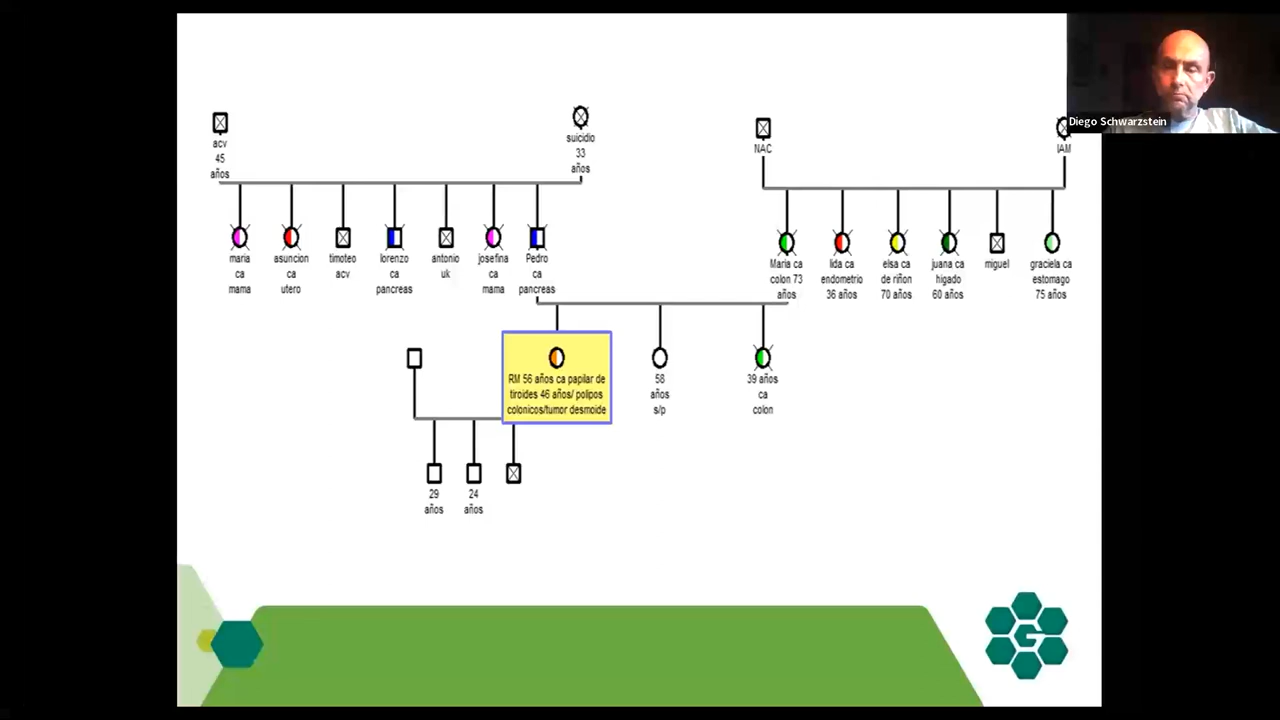 Diego Schwarzstein
acv
45
años
suicidio
33
años
NAC
IAM
maria
ca
mama
asuncion
ca
utero
timoteo
acv
lorenzo
ca
pancreas
antonio
uk
josefina
ca
mama
Pedro
ca
pancreas
Maria ca
colon 73
años
lida ca
endometrio
36 años
elsa ca
de riñon
70 años
juana ca
higado
60 años
miguel
graciela ca
estomago
75 años
RM 56 años ca papilar de
tiroides 46 años/ polipos
colonicos/tumor desmoide
58
años
s/p
39 años
ca
colon
29
años
24
años
G